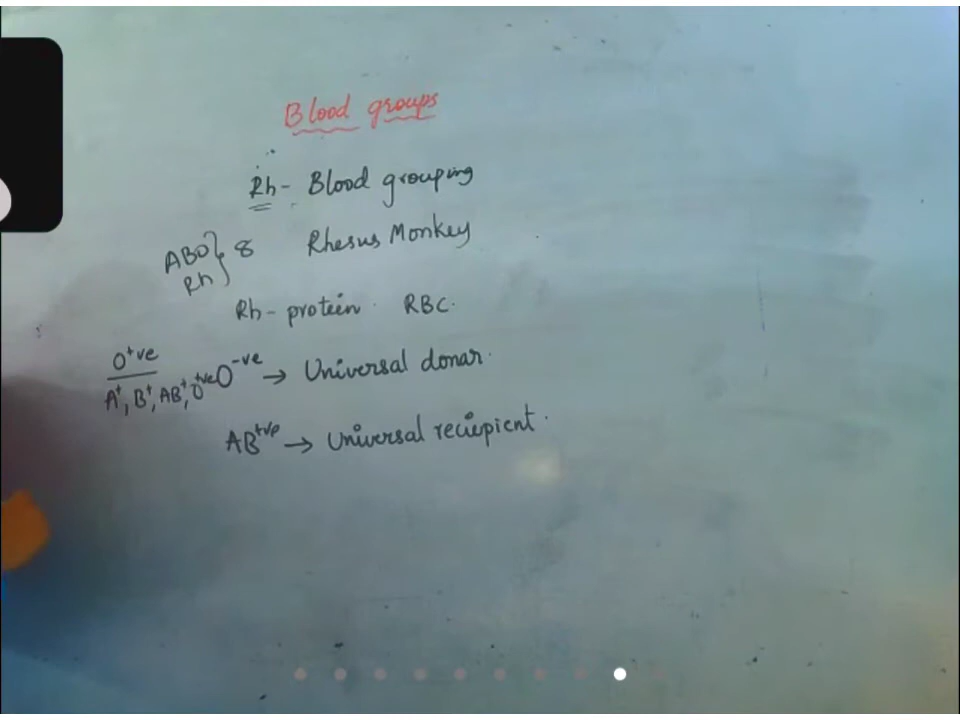 Blood groups
Rh- Blood grouping
ABO } 8 Rhesus Monkey
Rh
Rh- protein. RBC.
O+ve
A+, B+, AB+, O+ve O-ve → Universal donar.
AB+ve → Universal reciepient.